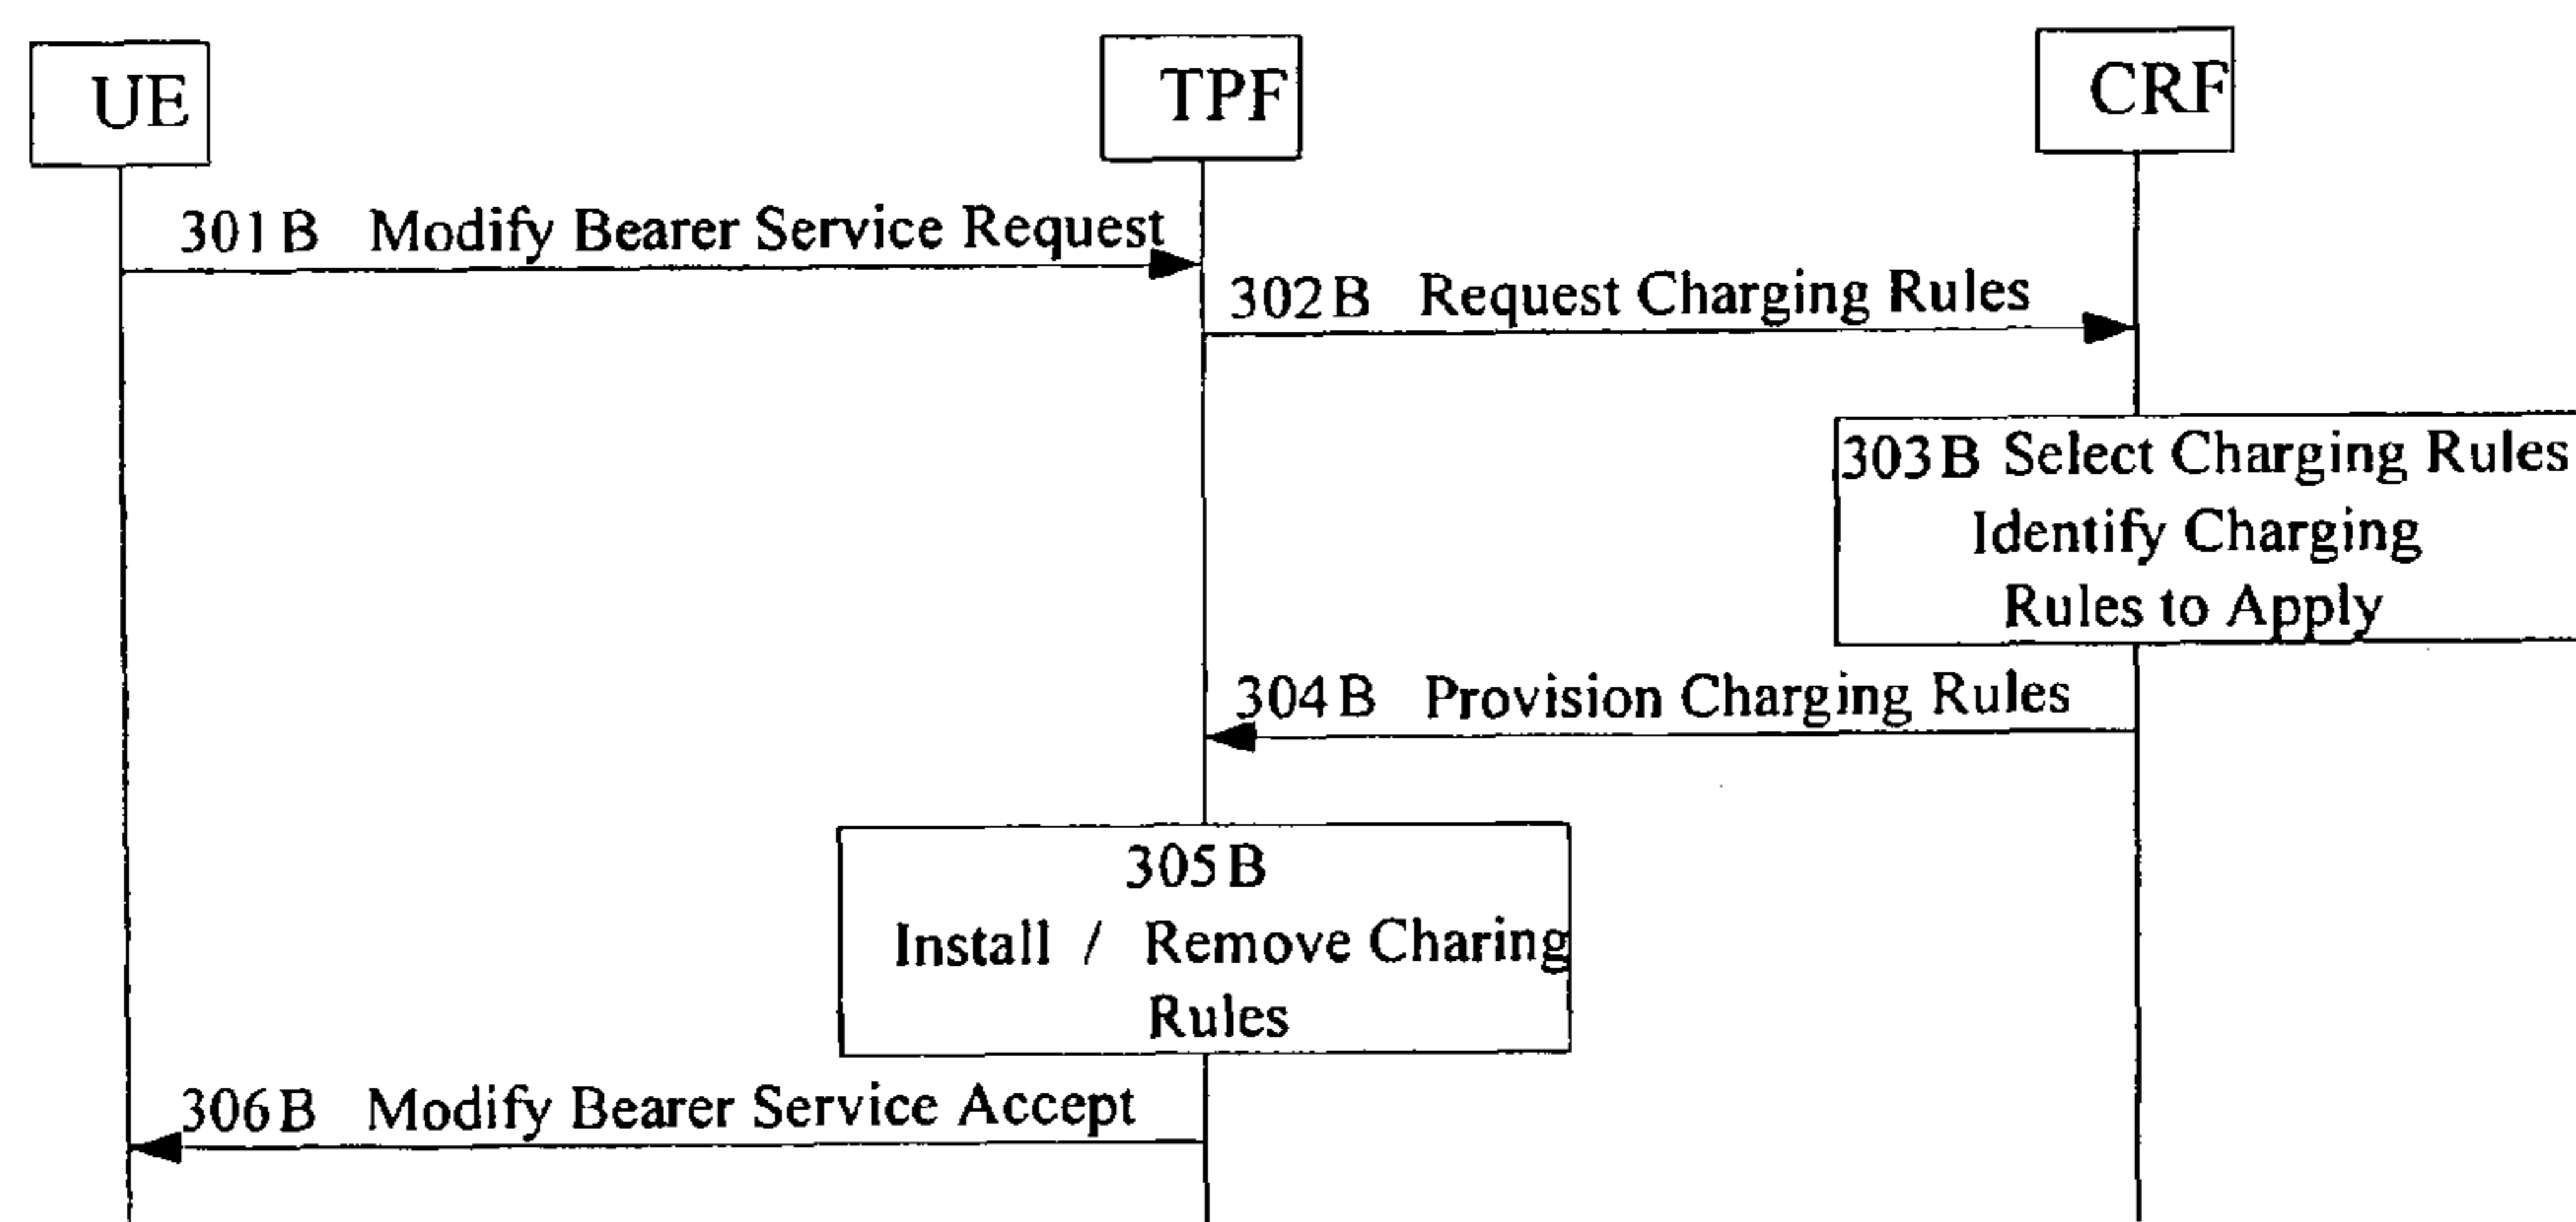 UE
TPF
CRF
301B Modify Bearer Service Request
302B Request Charging Rules
303B Select Charging Rules
Identify Charging
Rules to Apply
304B Provision Charging Rules
305B
Install / Remove Charing
Rules
306B Modify Bearer Service Accept